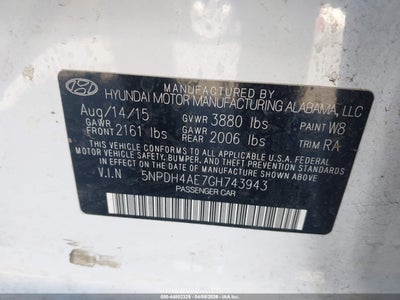 MANUFACTURED BY
HYUNDAI MOTOR MANUFACTURING ALABAMA, LLC
Aug/14/15 GVWR 3880 lbs PAINT W8
GAWR FRONT 2161 lbs GAWR REAR 2006 lbs TRIM RA
THIS VEHICLE CONFORMS TO ALL APPLICABLE U.S.A. FEDERAL
MOTOR VEHICLE SAFETY, BUMPER, AND THEFT PREVENTION
STANDARDS IN EFFECT ON THE DATE OF MANUFACTURE SHOWN ABOVE.
V.I.N 5NPDH4AE7GH743943
PASSENGER CAR
IAA